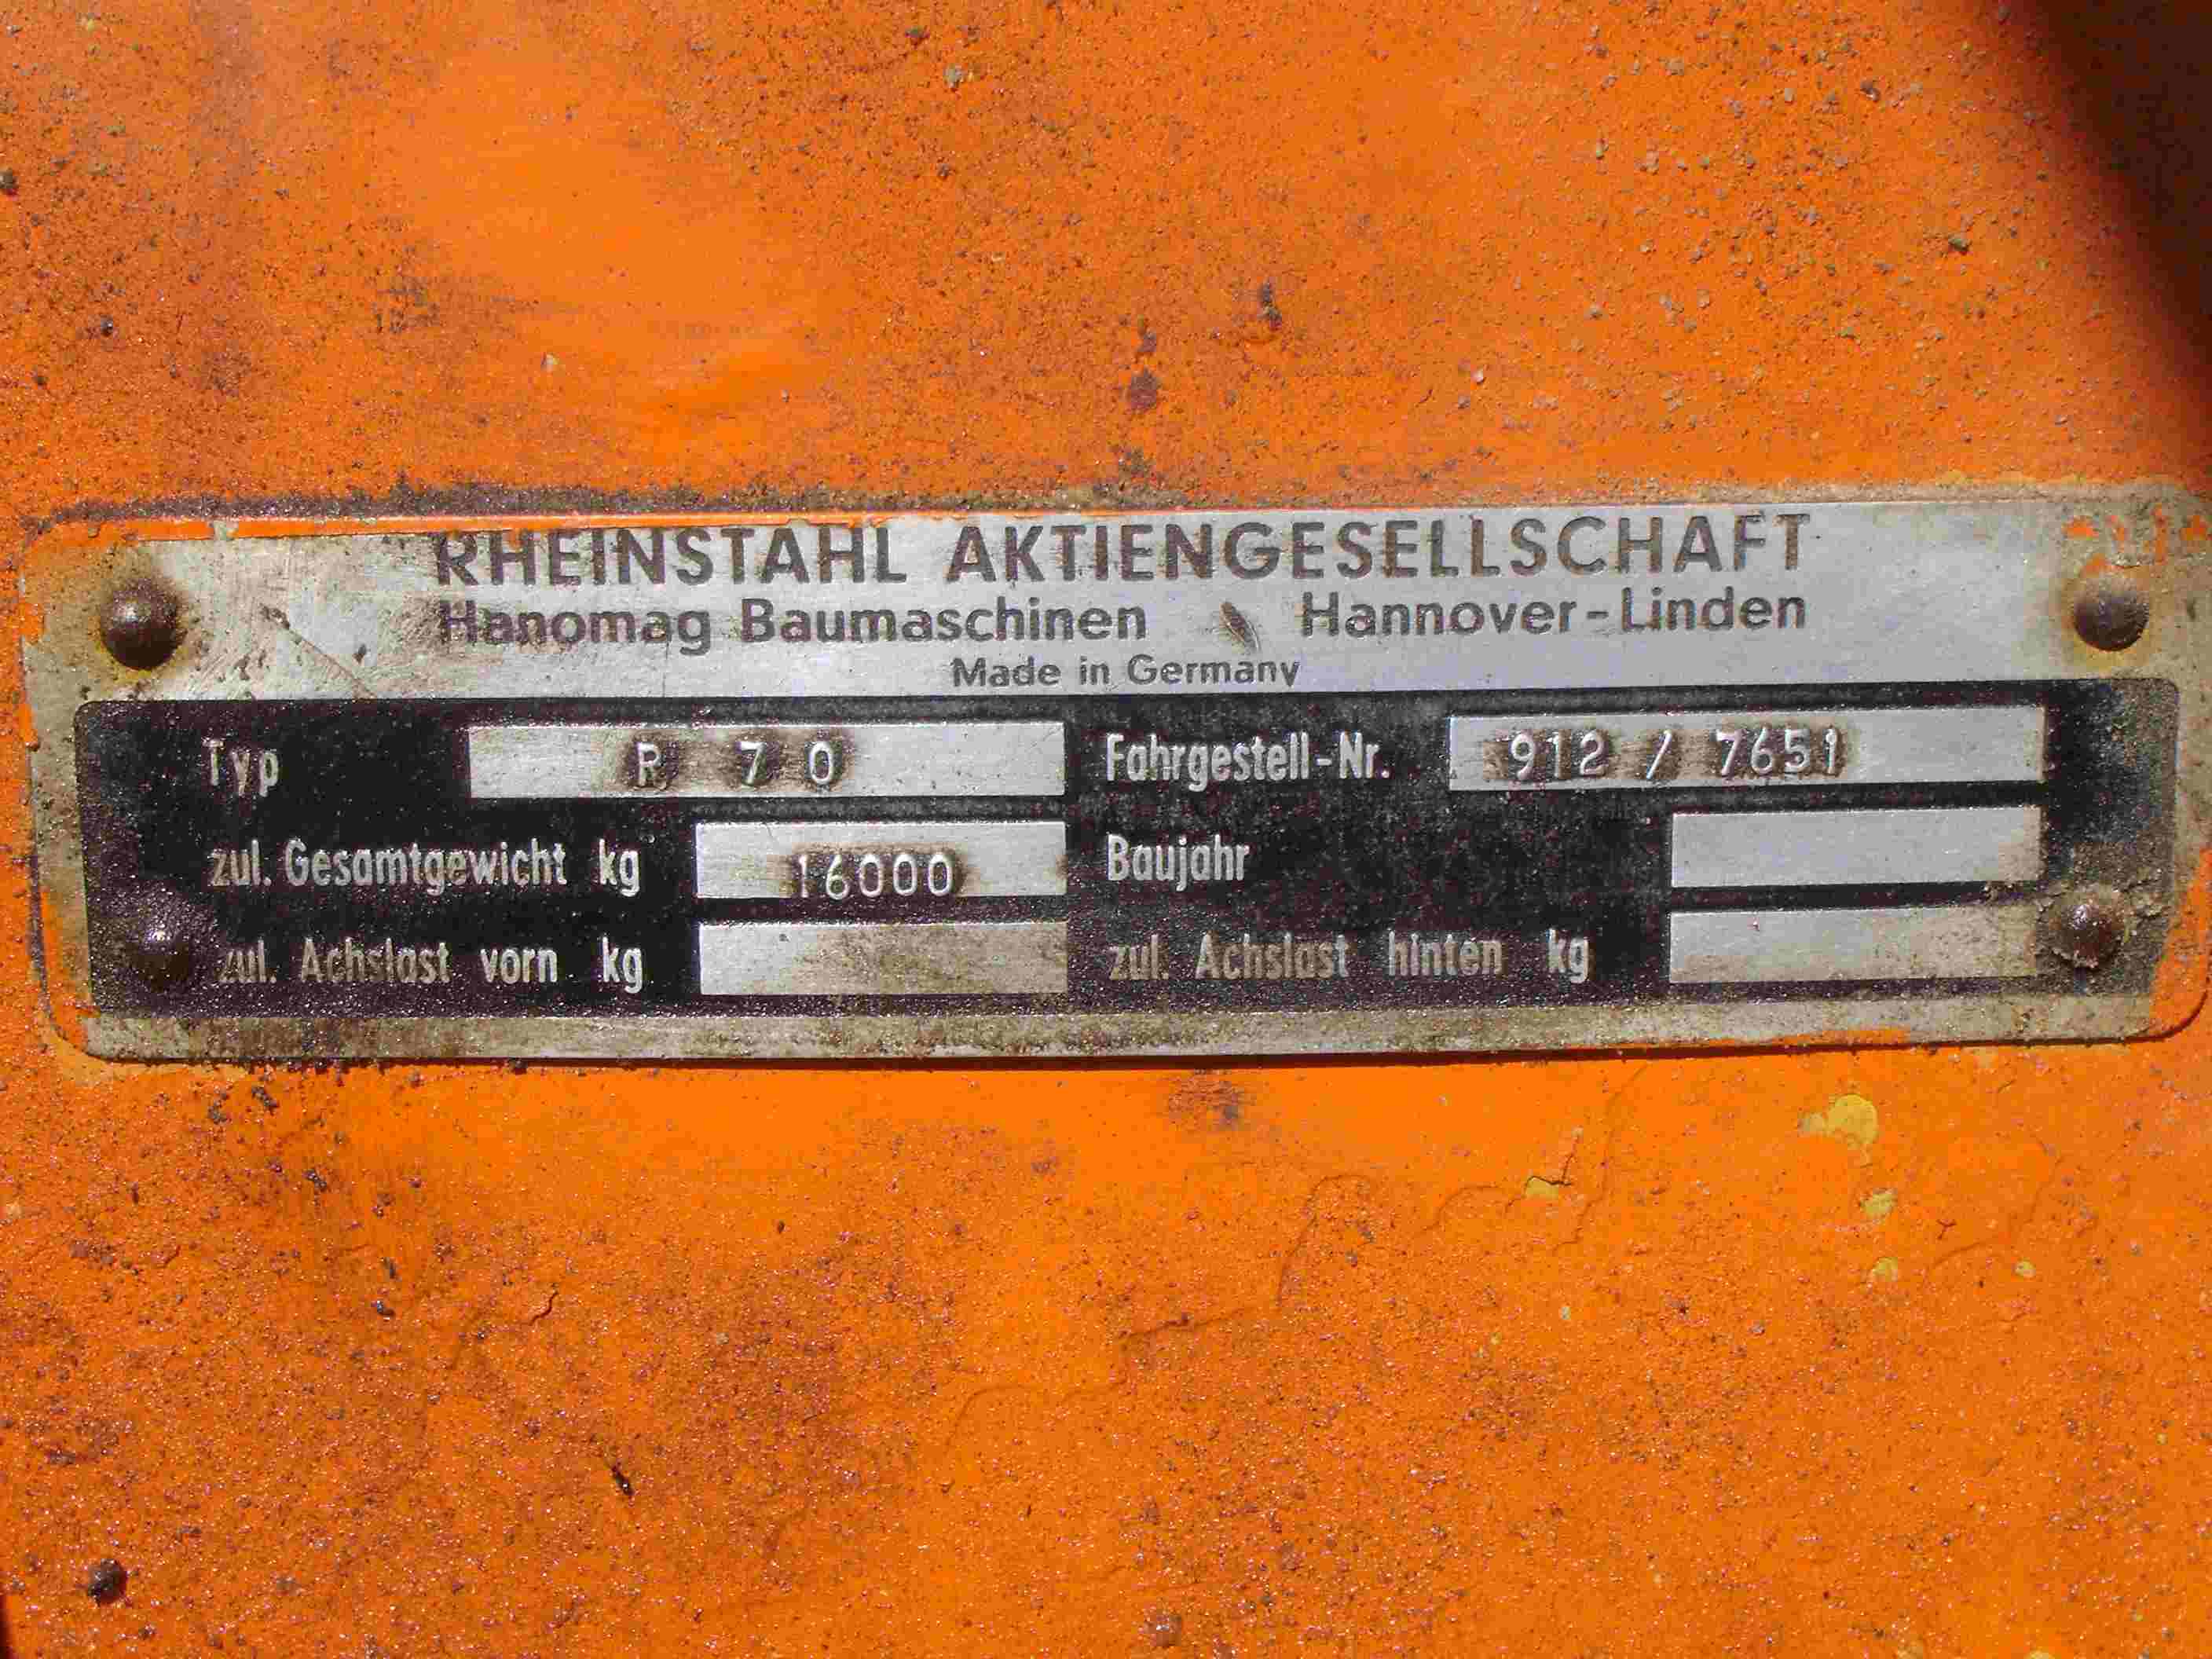 RHEINSTAHL AKTIENGESELLSCHAFT
Hanomag Baumaschinen Hannover-Linden
Made in Germany
Typ R 70 Fahrgestell-Nr. 912 / 7651
zul. Gesamtgewicht kg 16000 Baujahr
zul. Achslast vorn kg zul. Achslast hinten kg